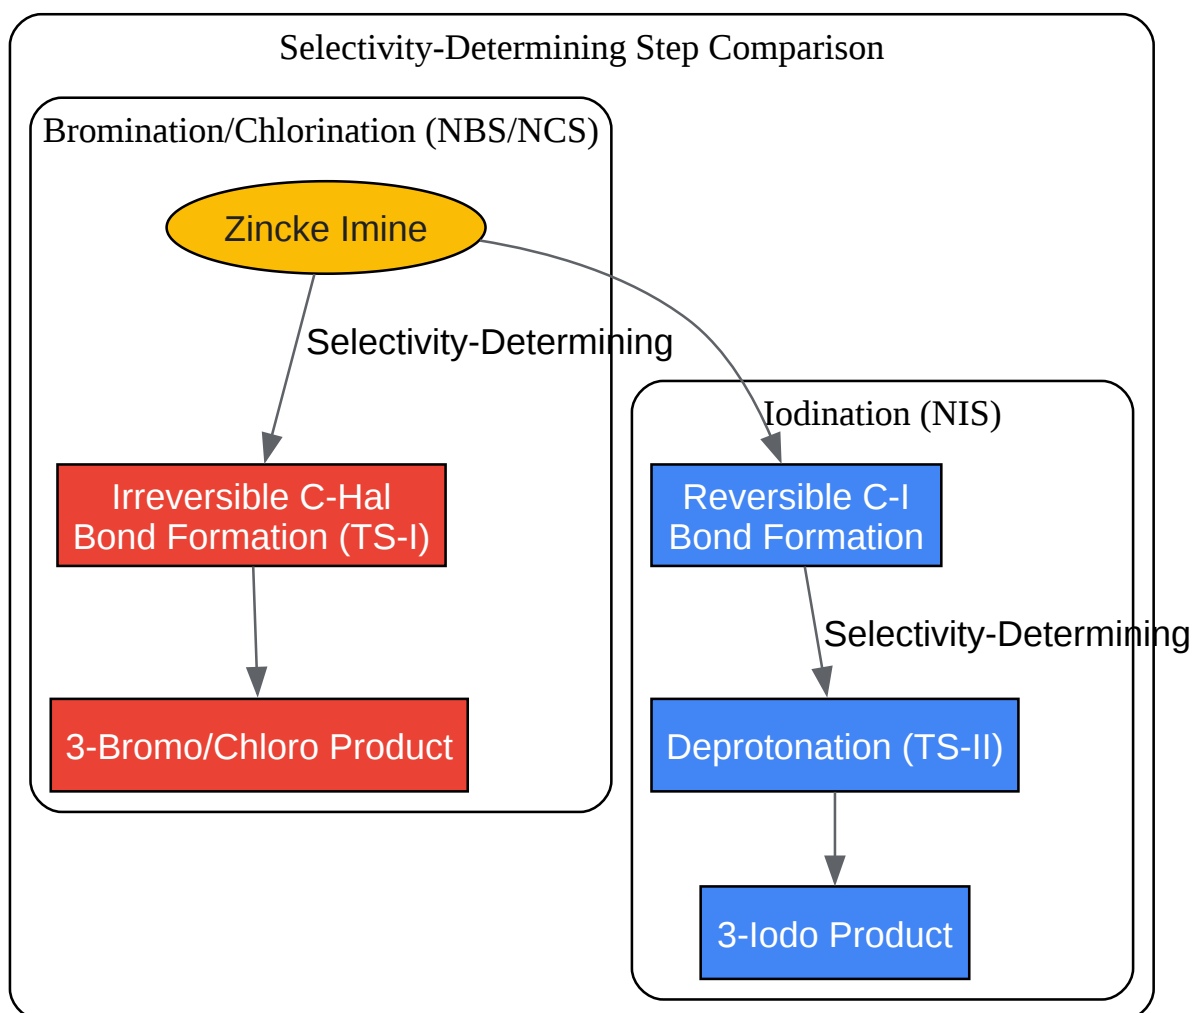 Selectivity-Determining Step Comparison
Bromination/Chlorination (NBS/NCS)
Zincke Imine
Selectivity-Determining
Iodination (NIS)
Irreversible C-Hal
Bond Formation (TS-I)
Reversible C-I
Bond Formation
Selectivity-Determining
3-Bromo/Chloro Product
Deprotonation (TS-II)
3-Iodo Product